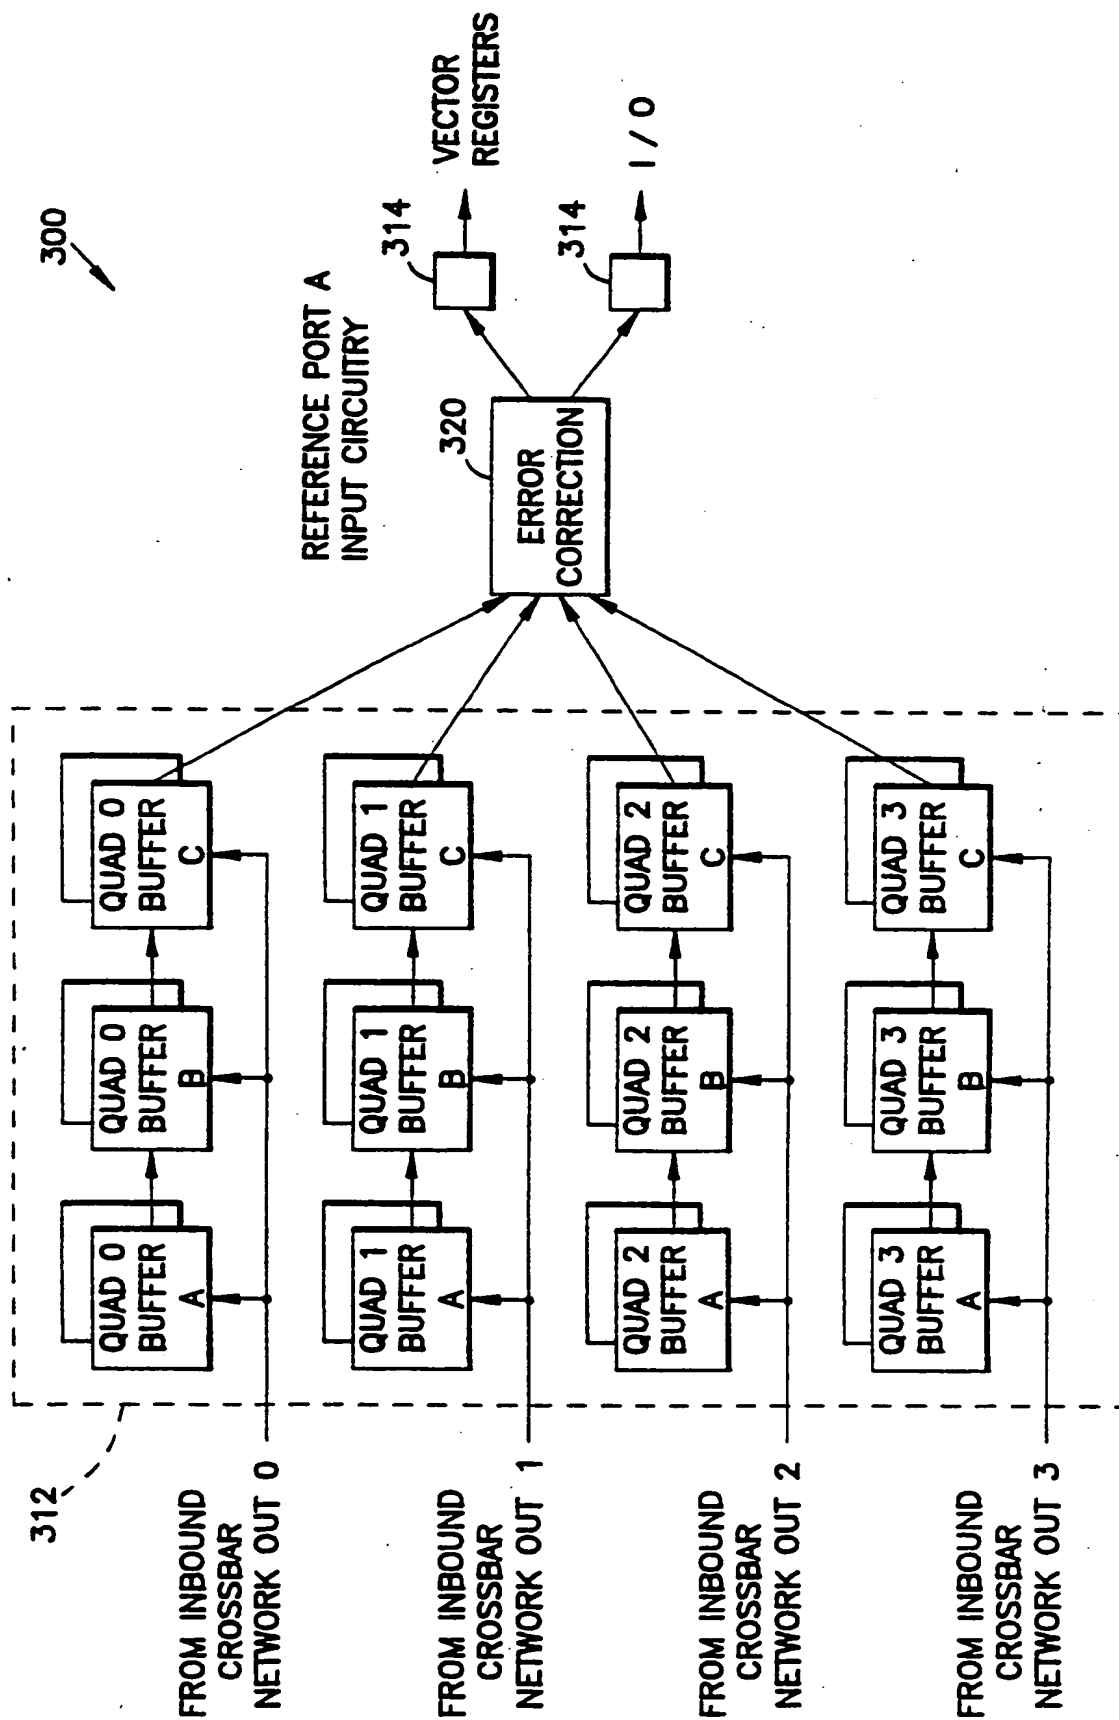 300
REFERENCE PORT A
INPUT CIRCUITRY
312
FROM INBOUND
CROSSBAR
NETWORK OUT 0
QUAD 0
BUFFER
A
QUAD 0
BUFFER
B
QUAD 0
BUFFER
C
FROM INBOUND
CROSSBAR
NETWORK OUT 1
QUAD 1
BUFFER
A
QUAD 1
BUFFER
B
QUAD 1
BUFFER
C
FROM INBOUND
CROSSBAR
NETWORK OUT 2
QUAD 2
BUFFER
A
QUAD 2
BUFFER
B
QUAD 2
BUFFER
C
FROM INBOUND
CROSSBAR
NETWORK OUT 3
QUAD 3
BUFFER
A
QUAD 3
BUFFER
B
QUAD 3
BUFFER
C
320
ERROR
CORRECTION
314
VECTOR
REGISTERS
314
I / O